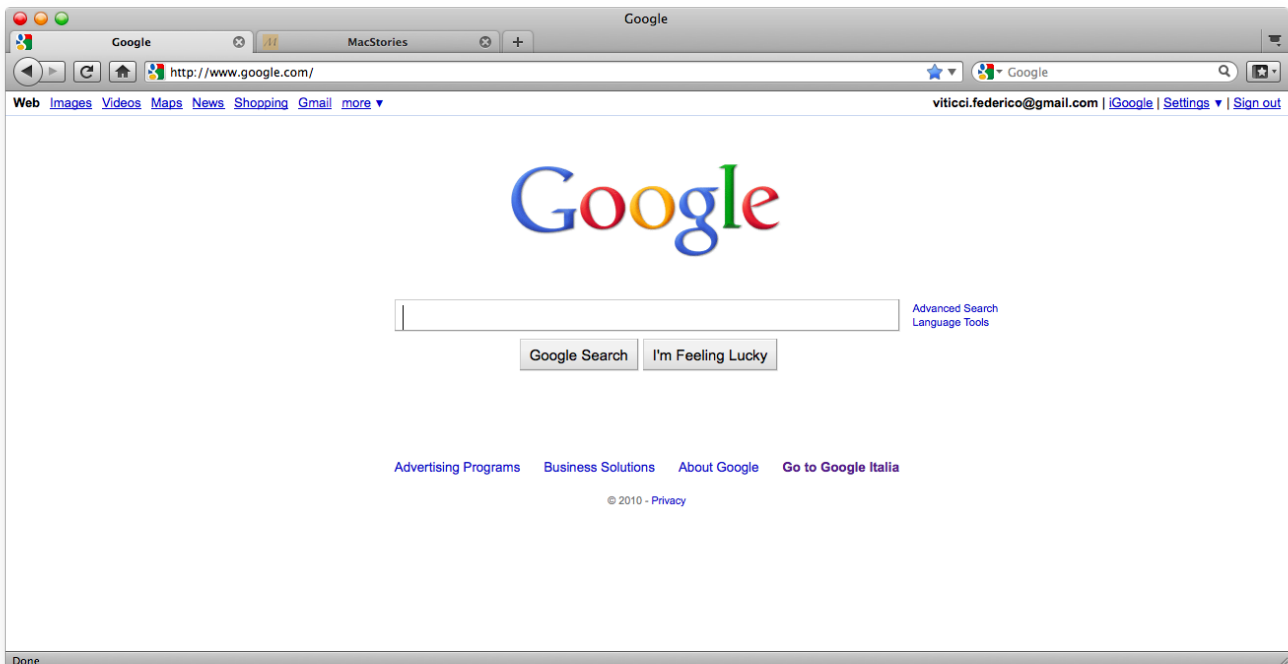 Google
Google MacStories +
http://www.google.com/ Google
Web Images Videos Maps News Shopping Gmail more ▼ viticci.federico@gmail.com | iGoogle | Settings ▼ | Sign out
Google
Advanced Search
Language Tools
Google Search I'm Feeling Lucky
Advertising Programs Business Solutions About Google Go to Google Italia
© 2010 - Privacy
Done